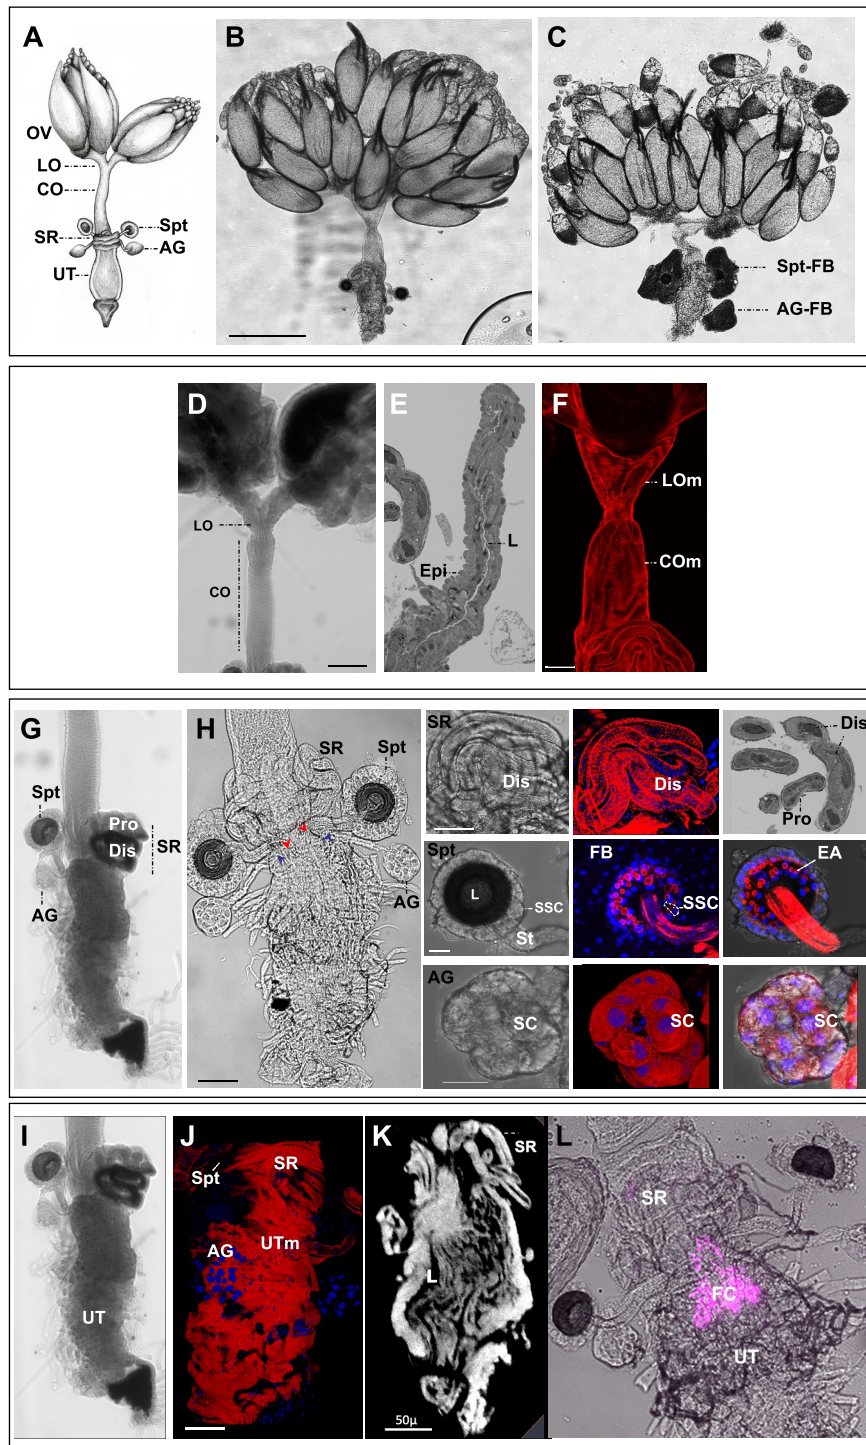 A
OV
LO
CO
SR
Spt
AG
UT
B
C
Spt-FB
AG-FB
D
LO
CO
E
Epi
L
F
LOm
COm
G
Spt
Pro
Dis
SR
AG
H
SR
Spt
AG
SR
Dis
Dis
Dis
Pro
Spt
L
SSC
St
FB
SSC
EA
AG
SC
SC
SC
I
UT
J
Spt
SR
AG
UTm
K
SR
L
50µ
L
SR
FC
UT